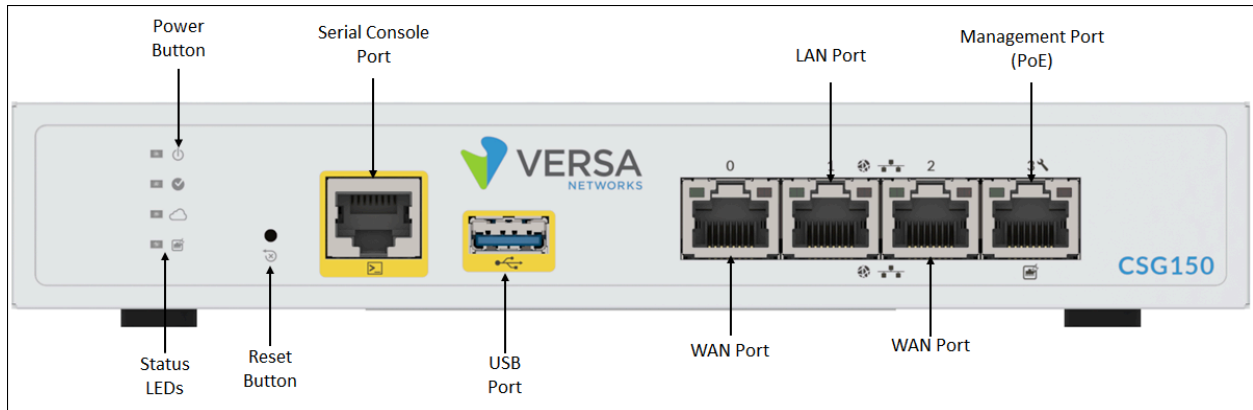 Power
Button
Serial Console
Port
LAN Port
Management Port
(PoE)
VERSA
NETWORKS
0
1
2
3
CSG150
Status
LEDs
Reset
Button
USB
Port
WAN Port
WAN Port